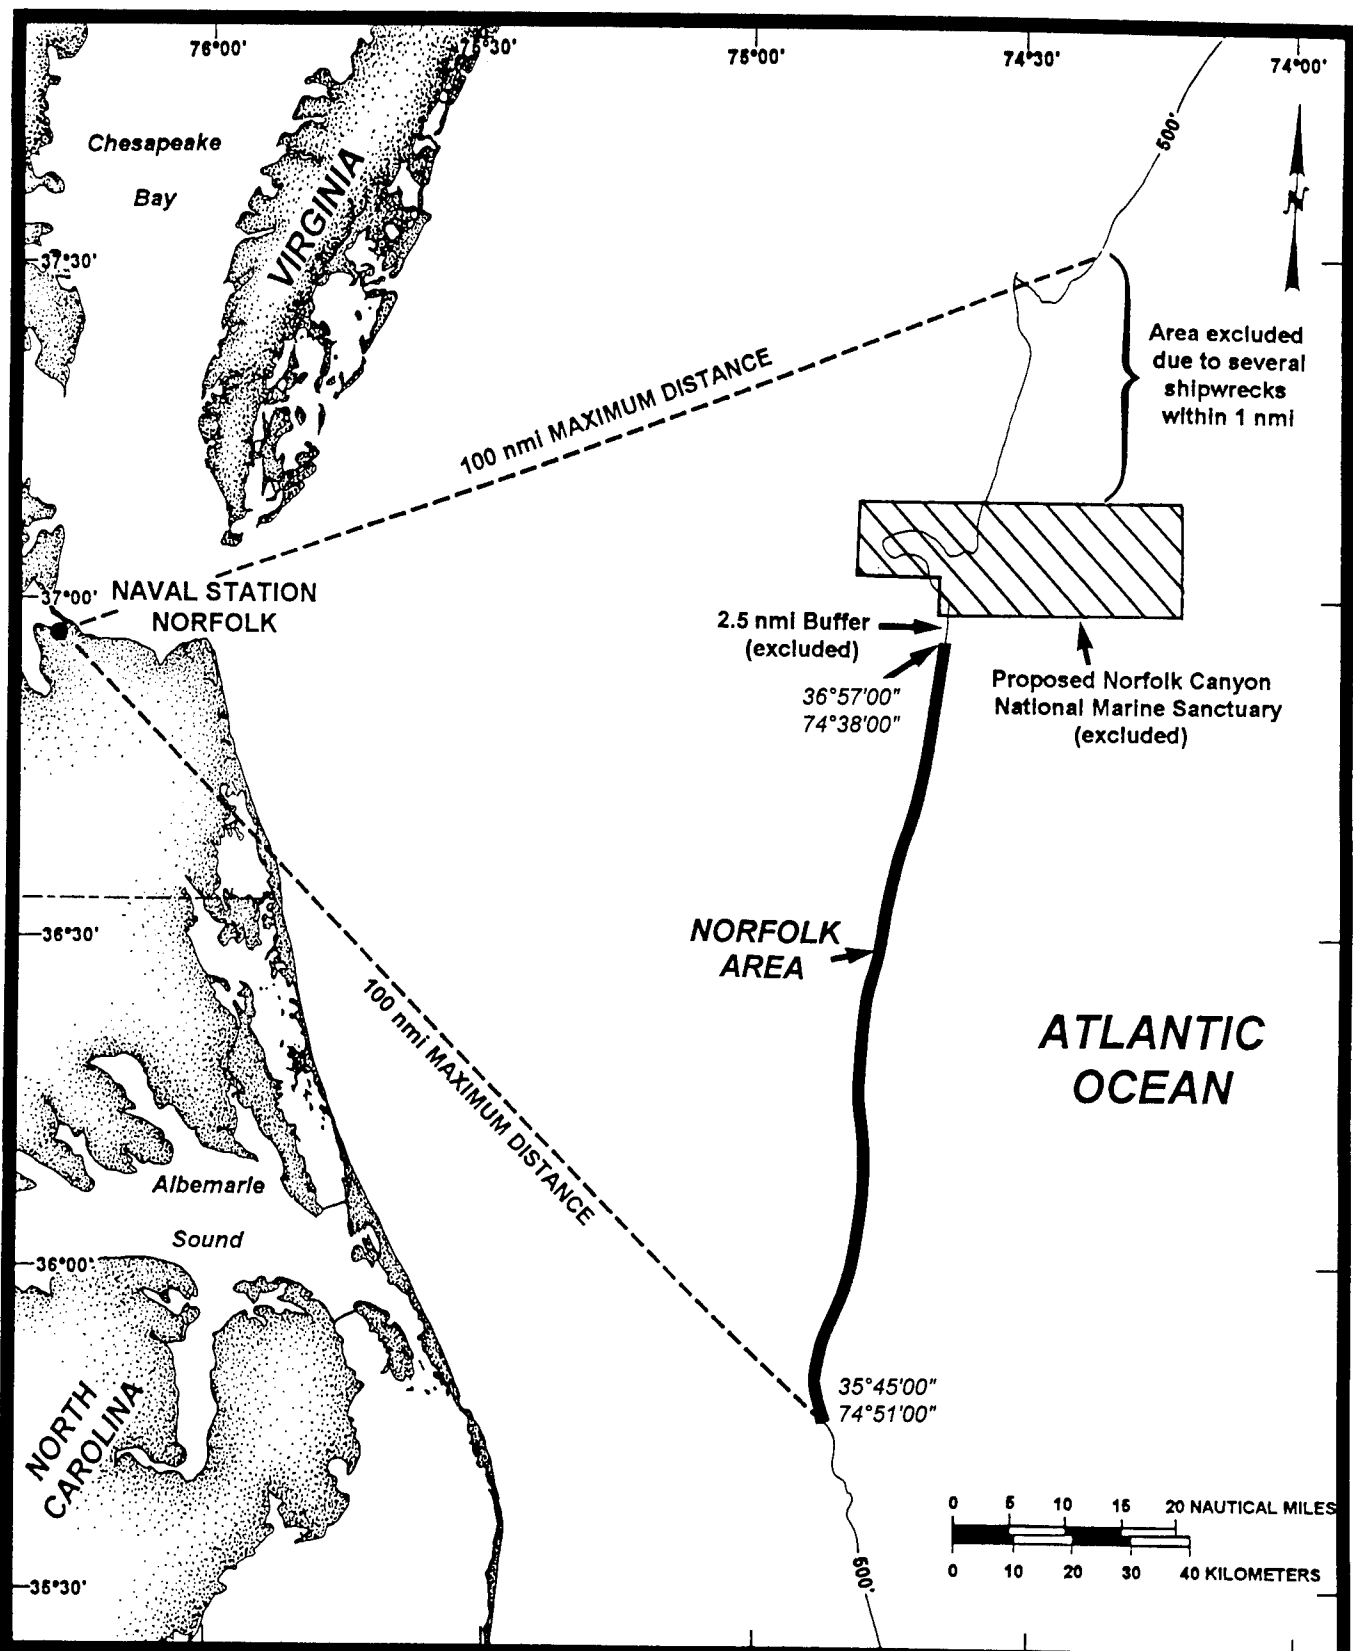 76°00'
75°30'
75°00'
74°30'
74°00'
500'
Chesapeake
Bay
VIRGINIA
N
37°30'
Area excluded
due to several
shipwrecks
within 1 nmi
100 nmi MAXIMUM DISTANCE
37°00'
NAVAL STATION
NORFOLK
2.5 nmi Buffer
(excluded)
36°57'00"
74°38'00"
Proposed Norfolk Canyon
National Marine Sanctuary
(excluded)
36°30'
NORFOLK
AREA
100 nmi MAXIMUM DISTANCE
ATLANTIC
OCEAN
Albemarle
Sound
36°00'
NORTH
CAROLINA
35°45'00"
74°51'00"
0 5 10 15 20 NAUTICAL MILES
0 10 20 30 40 KILOMETERS
500'
35°30'